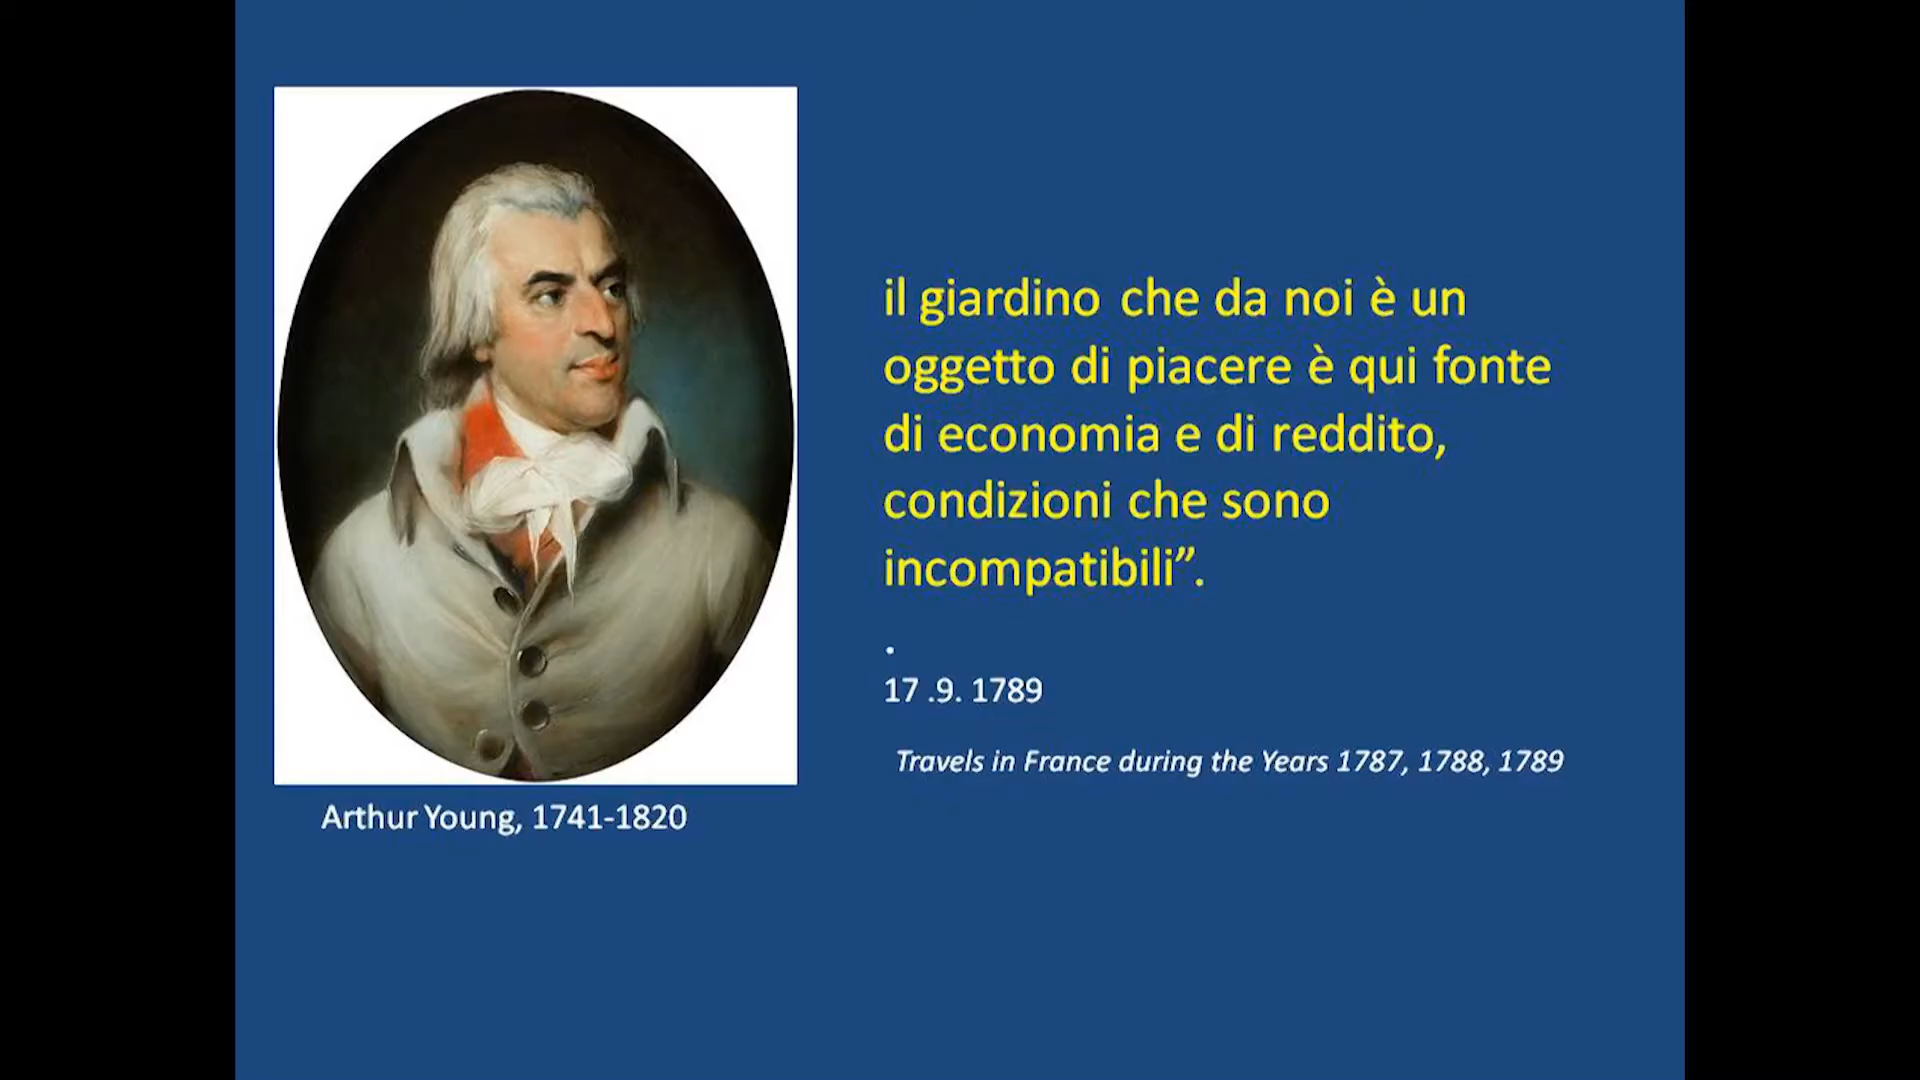 il giardino che da noi è un
oggetto di piacere è qui fonte
di economia e di reddito,
condizioni che sono
incompatibili”.
.
17 .9. 1789
Travels in France during the Years 1787, 1788, 1789
Arthur Young, 1741-1820